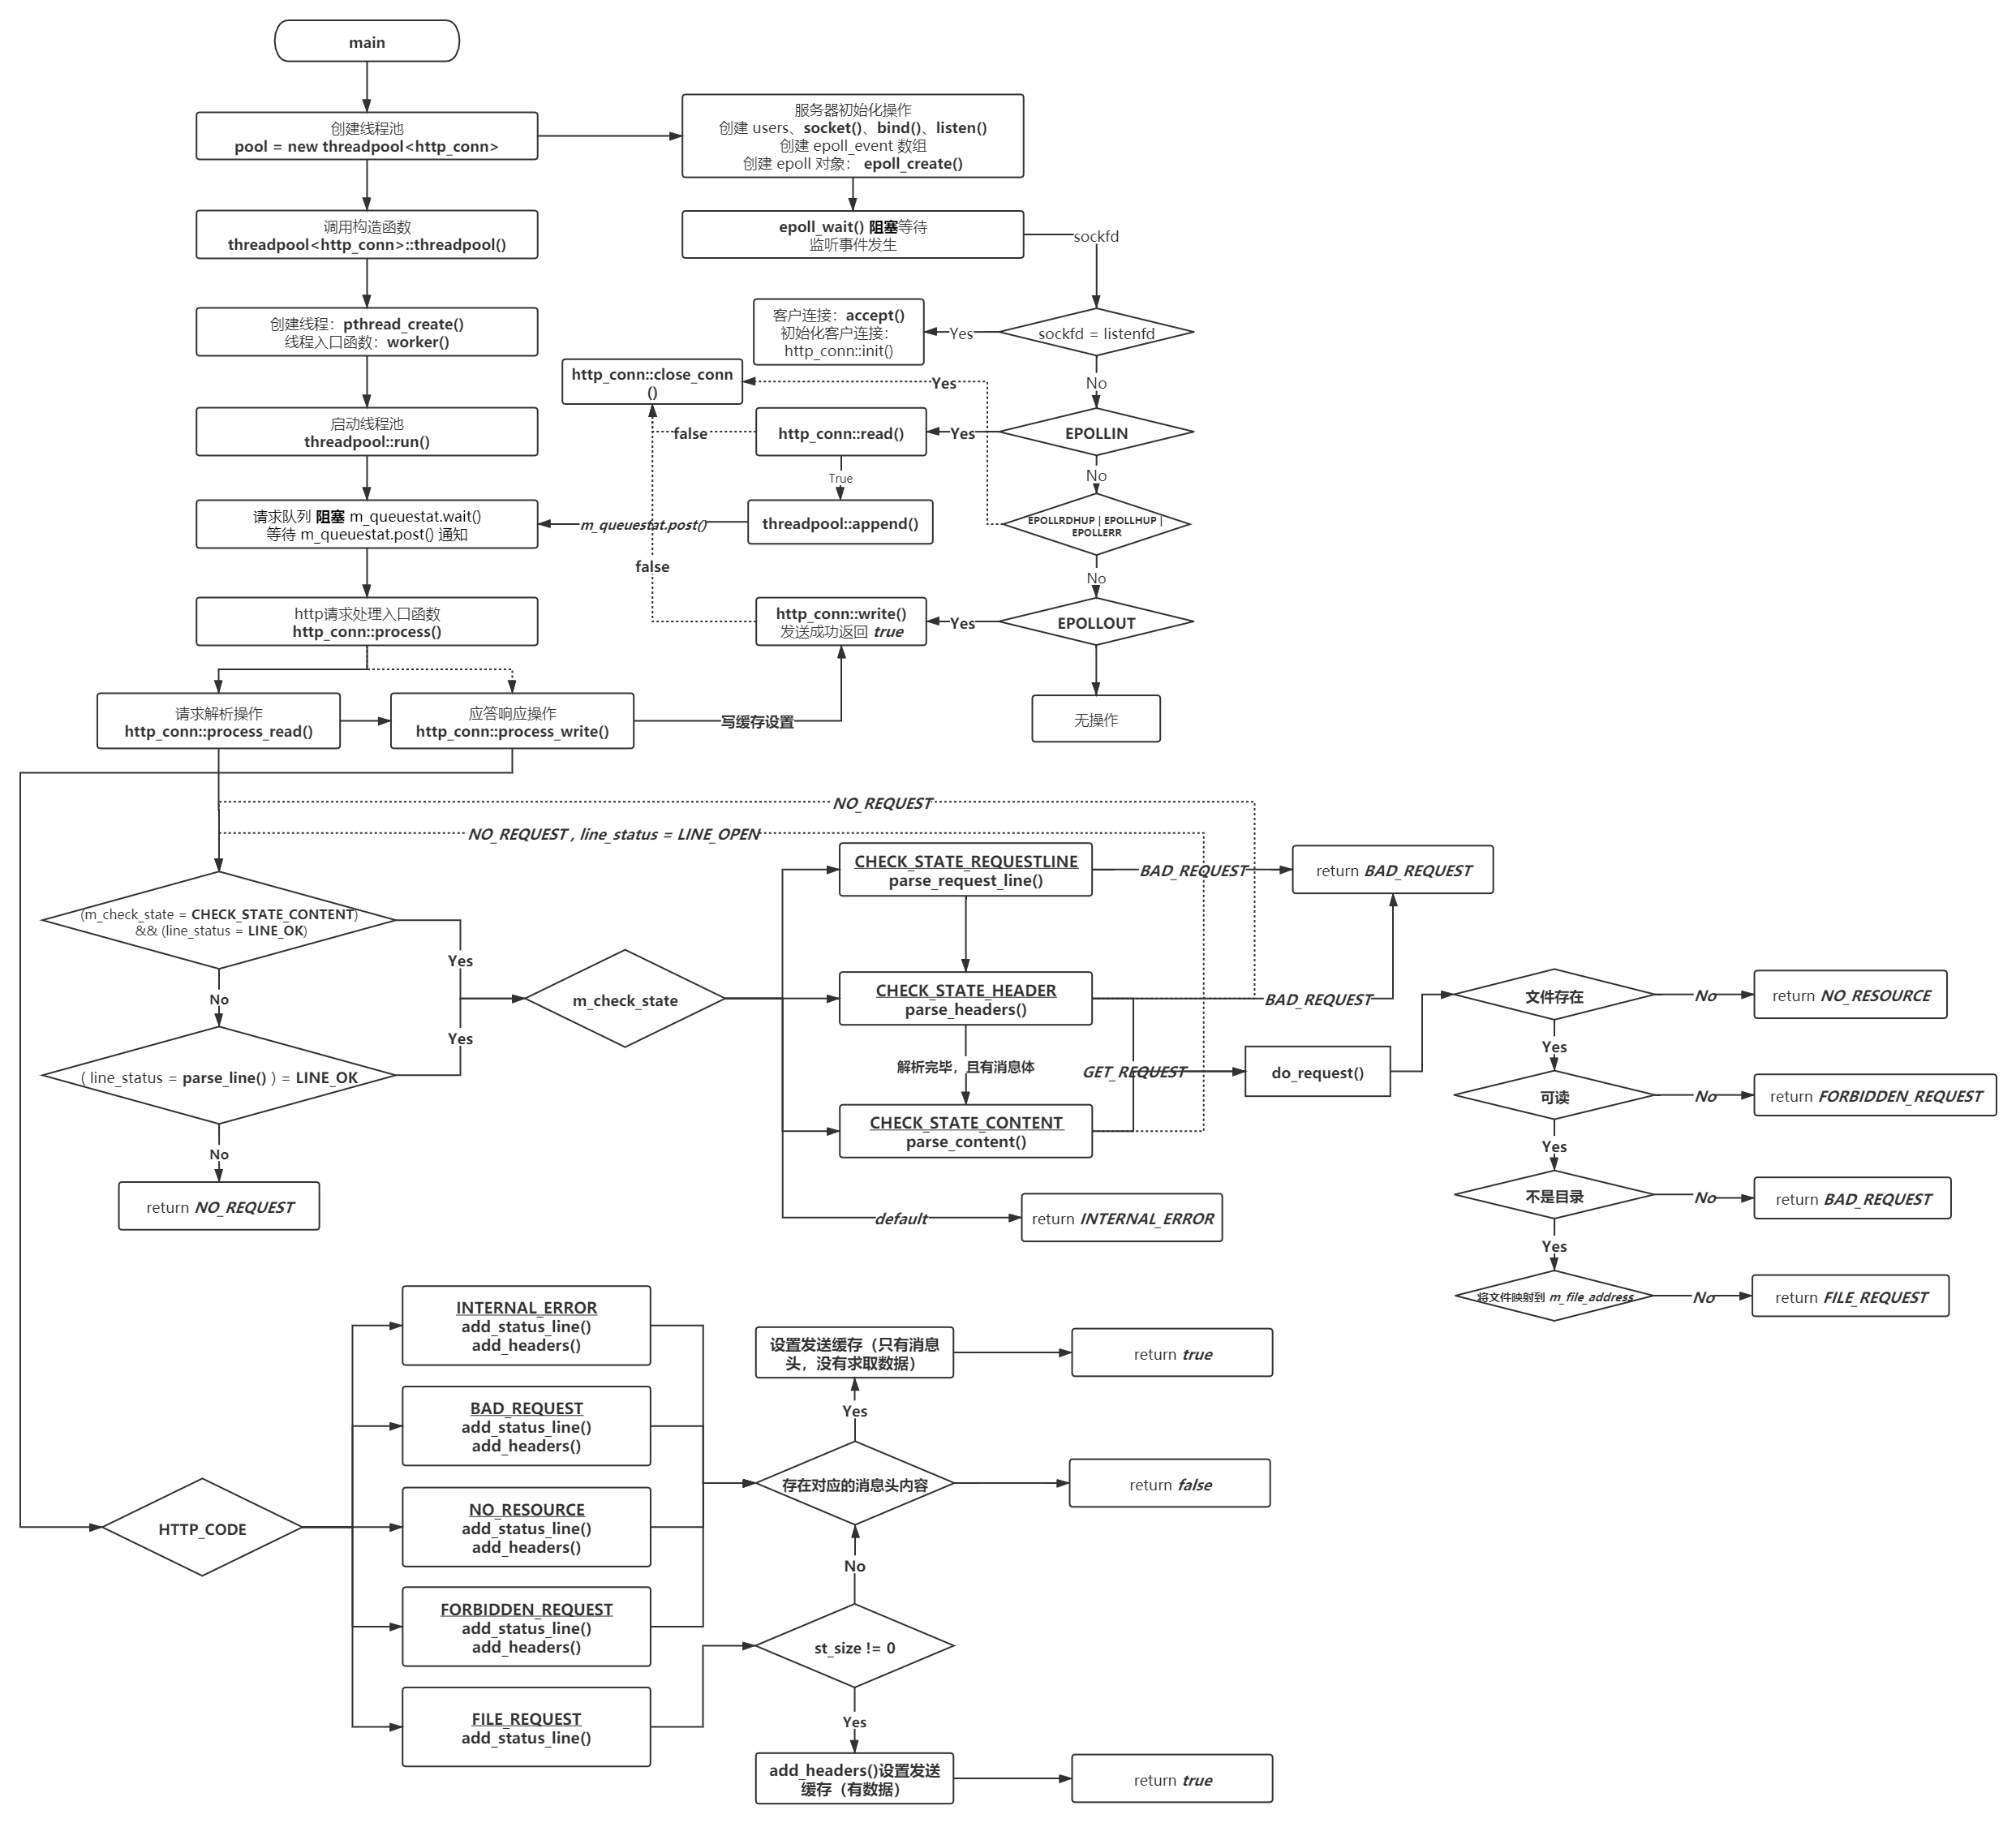 main
创建线程池
pool = new threadpool<http_conn>
服务器初始化操作
创建 users、socket()、bind()、listen()
创建 epoll_event 数组
创建 epoll 对象： epoll_create()
调用构造函数
threadpool<http_conn>::threadpool()
epoll_wait() 阻塞等待
监听事件发生
sockfd
创建线程：pthread_create()
线程入口函数：worker()
客户连接：accept()
初始化客户连接：
http_conn::init()
Yes
sockfd = listenfd
http_conn::close_conn
()
Yes
No
启动线程池
threadpool::run()
false
http_conn::read()
Yes
EPOLLIN
True
No
请求队列 阻塞 m_queuestat.wait()
等待 m_queuestat.post() 通知
m_queuestat.post()
threadpool::append()
EPOLLRDHUP | EPOLLHUP |
EPOLLERR
false
No
http请求处理入口函数
http_conn::process()
http_conn::write()
发送成功返回 true
Yes
EPOLLOUT
请求解析操作
http_conn::process_read()
应答响应操作
http_conn::process_write()
写缓存设置
无操作
NO_REQUEST
NO_REQUEST , line_status = LINE_OPEN
CHECK_STATE_REQUESTLINE
parse_request_line()
BAD_REQUEST
return BAD_REQUEST
(m_check_state = CHECK_STATE_CONTENT)
&& (line_status = LINE_OK)
Yes
No
m_check_state
CHECK_STATE_HEADER
parse_headers()
BAD_REQUEST
文件存在
No
return NO_RESOURCE
Yes
Yes
( line_status = parse_line() ) = LINE_OK
解析完毕，且有消息体
GET_REQUEST
do_request()
可读
No
return FORBIDDEN_REQUEST
CHECK_STATE_CONTENT
parse_content()
Yes
No
return NO_REQUEST
不是目录
No
return BAD_REQUEST
default
return INTERNAL_ERROR
Yes
将文件映射到 m_file_address
No
return FILE_REQUEST
INTERNAL_ERROR
add_status_line()
add_headers()
设置发送缓存（只有消息
头，没有求取数据）
return true
BAD_REQUEST
add_status_line()
add_headers()
Yes
存在对应的消息头内容
return false
NO_RESOURCE
add_status_line()
add_headers()
HTTP_CODE
No
FORBIDDEN_REQUEST
add_status_line()
add_headers()
st_size != 0
FILE_REQUEST
add_status_line()
Yes
add_headers()设置发送
缓存（有数据）
return true